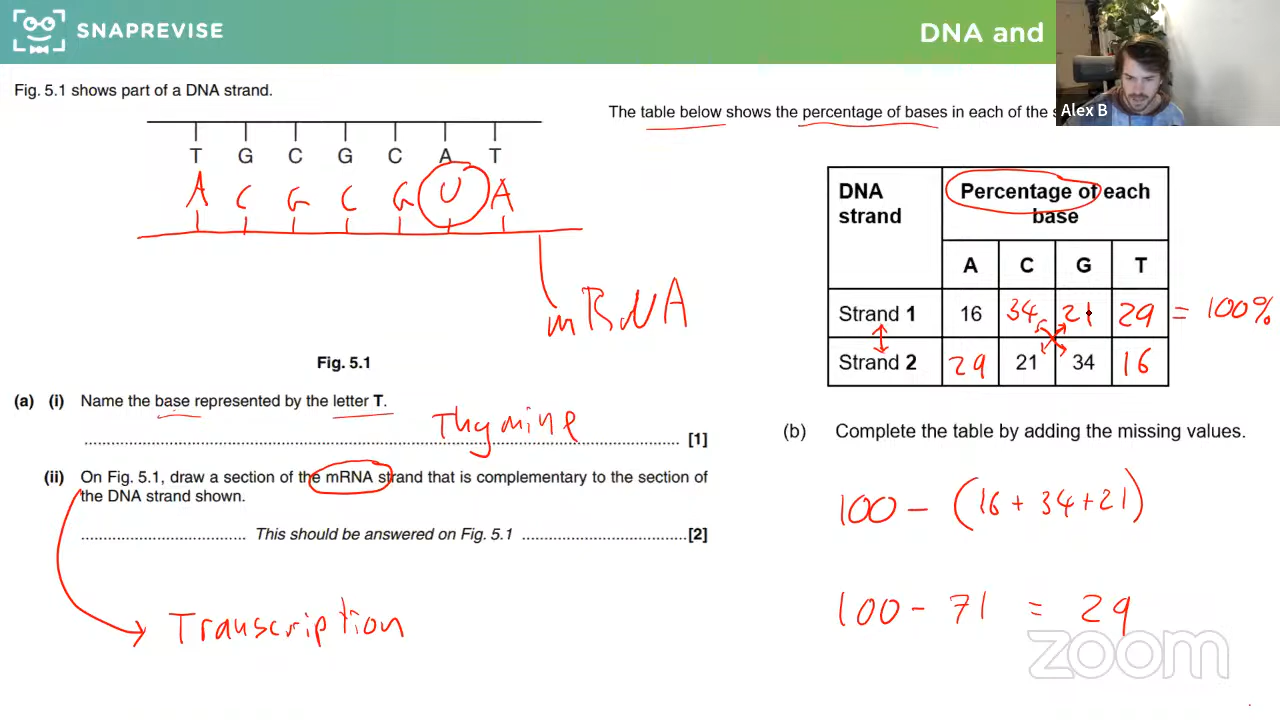 SNAPREVISE
DNA and
Alex B
Fig. 5.1 shows part of a DNA strand.
T G C G C A T
A C G C G U A
mRNA
Fig. 5.1
(a) (i) Name the base represented by the letter T.
Thymine
[1]
(ii) On Fig. 5.1, draw a section of the mRNA strand that is complementary to the section of
the DNA strand shown.
This should be answered on Fig. 5.1 [2]
Transcription
The table below shows the percentage of bases in each of the
DNA strand Percentage of each base
A C G T
Strand 1 16 34 21 29 = 100%
Strand 2 29 21 34 16
(b) Complete the table by adding the missing values.
100 - (16 + 34 + 21)
100 - 71 = 29
zoom